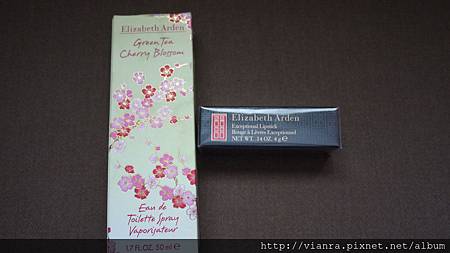 Elizabeth Arden
Green Tea
Cherry Blossom
Eau de
Toilette Spray
Vaporisateur
1.7 FL.OZ. 50 ml e
Elizabeth Arden
Exceptional Lipstick
Rouge à Lèvres Exceptionnel
NET WT. .14 OZ. 4 g e
http://vianra.pixnet.net/album